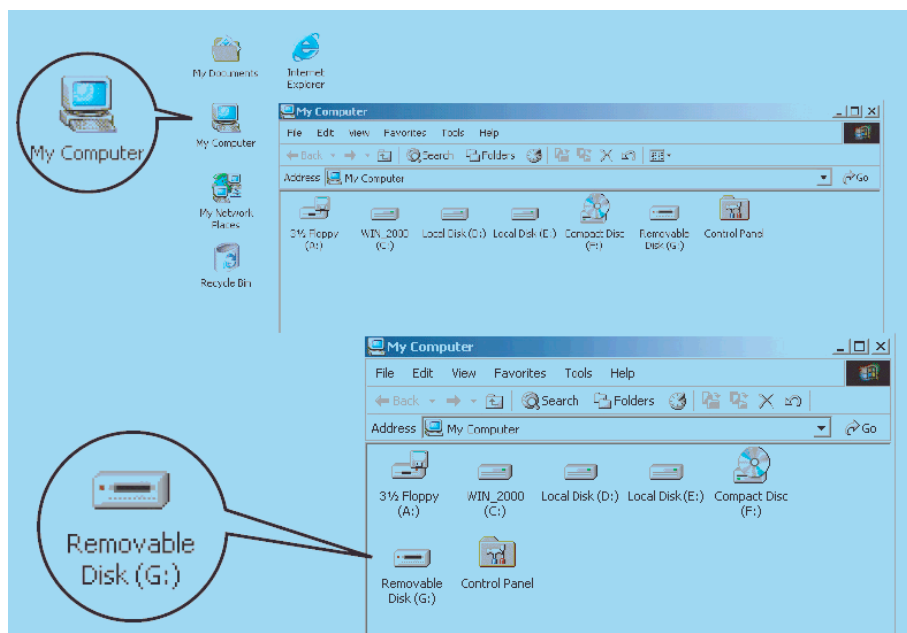 My Documents
Internet
Explorer
My Computer
My Computer
My Network
Places
Recycle Bin
My Computer
File Edit View Favorites Tools Help
Back Search Folders
Address My Computer Go
3½ Floppy
(A:)
WIN_2000
(C:)
Local Disk (D:)
Local Disk (E:)
Compact Disc
(F:)
Removable
Disk (G:)
Control Panel
My Computer
File Edit View Favorites Tools Help
Back Search Folders
Address My Computer Go
3½ Floppy
(A:)
WIN_2000
(C:)
Local Disk (D:)
Local Disk (E:)
Compact Disc
(F:)
Removable
Disk (G:)
Control Panel
Removable
Disk (G:)